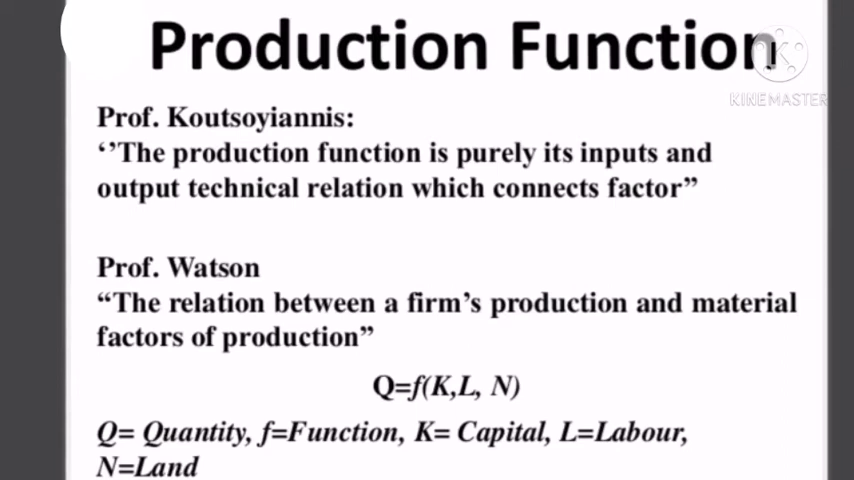 Production Function
KINEMASTER
Prof. Koutsoyiannis:
‘’The production function is purely its inputs and
output technical relation which connects factor”
Prof. Watson
“The relation between a firm’s production and material
factors of production”
Q=f(K,L, N)
Q= Quantity, f=Function, K= Capital, L=Labour,
N=Land